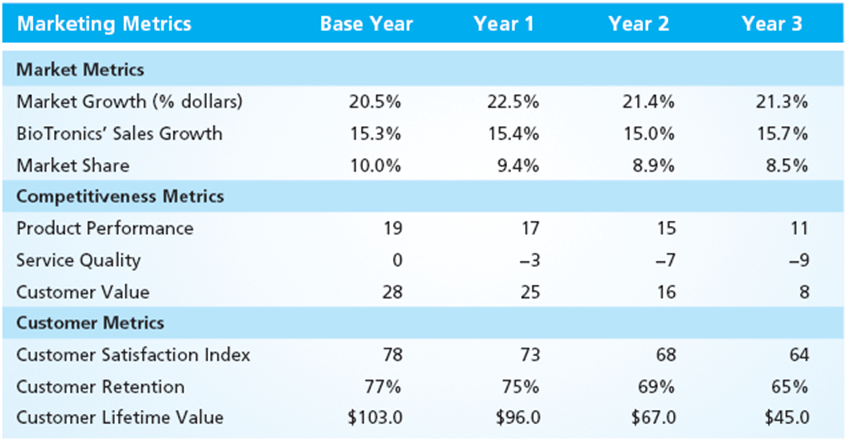 Marketing Metrics Base Year Year 1 Year 2 Year 3
Market Metrics
Market Growth (% dollars) 20.5% 22.5% 21.4% 21.3%
BioTronics’ Sales Growth 15.3% 15.4% 15.0% 15.7%
Market Share 10.0% 9.4% 8.9% 8.5%
Competitiveness Metrics
Product Performance 19 17 15 11
Service Quality 0 –3 –7 –9
Customer Value 28 25 16 8
Customer Metrics
Customer Satisfaction Index 78 73 68 64
Customer Retention 77% 75% 69% 65%
Customer Lifetime Value $103.0 $96.0 $67.0 $45.0